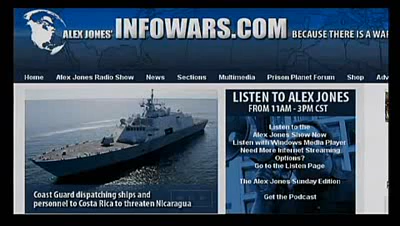 ALEX JONES' INFOWARS.COM BECAUSE THERE IS A WAR
Home Alex Jones Radio Show News Sections Multimedia Prison Planet Forum Shop Adv
LISTEN TO ALEX JONES
FROM 11AM - 3PM CST
Listen to the
Alex Jones Show Now
Listen with Windows Media Player
Need More Internet Streaming
Options?
Go to the Listen Page
The Alex Jones Sunday Edition
Get the Podcast
Coast Guard dispatching ships and
personnel to Costa Rica to threaten Nicaragua